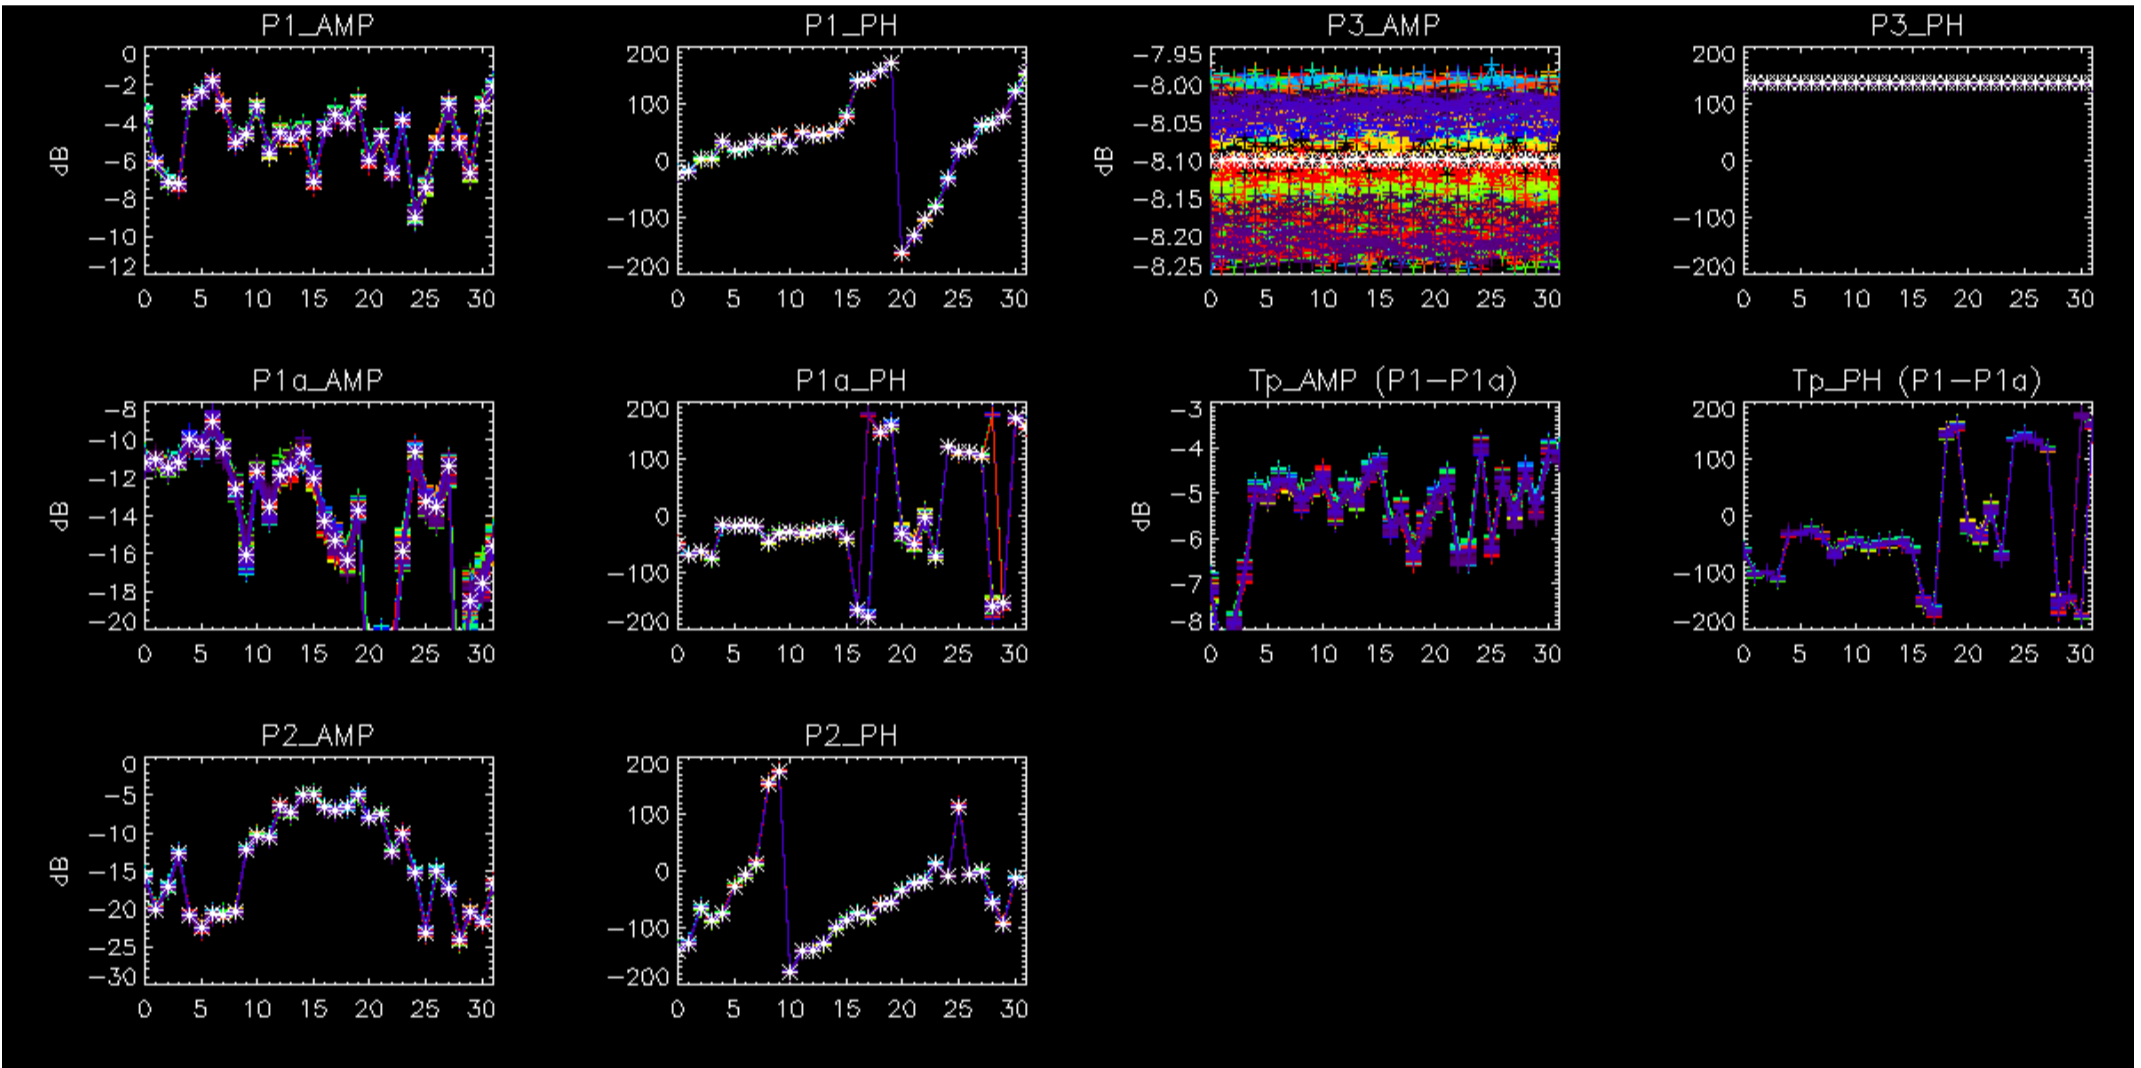 P1_AMP
P1_PH
P3_AMP
P3_PH
0
-2
-4
-6
-8
-10
-12
dB
0 5 10 15 20 25 30
200
100
0
-100
-200
0 5 10 15 20 25 30
-7.95
-8.00
-8.05
-8.10
-8.15
-8.20
-8.25
dB
0 5 10 15 20 25 30
200
100
0
-100
-200
0 5 10 15 20 25 30
P1a_AMP
P1a_PH
Tp_AMP (P1-P1a)
Tp_PH (P1-P1a)
-8
-10
-12
-14
-16
-18
-20
dB
0 5 10 15 20 25 30
200
100
0
-100
-200
0 5 10 15 20 25 30
-3
-4
-5
-6
-7
-8
dB
0 5 10 15 20 25 30
200
100
0
-100
-200
0 5 10 15 20 25 30
P2_AMP
P2_PH
0
-5
-10
-15
-20
-25
-30
dB
0 5 10 15 20 25 30
200
100
0
-100
-200
0 5 10 15 20 25 30